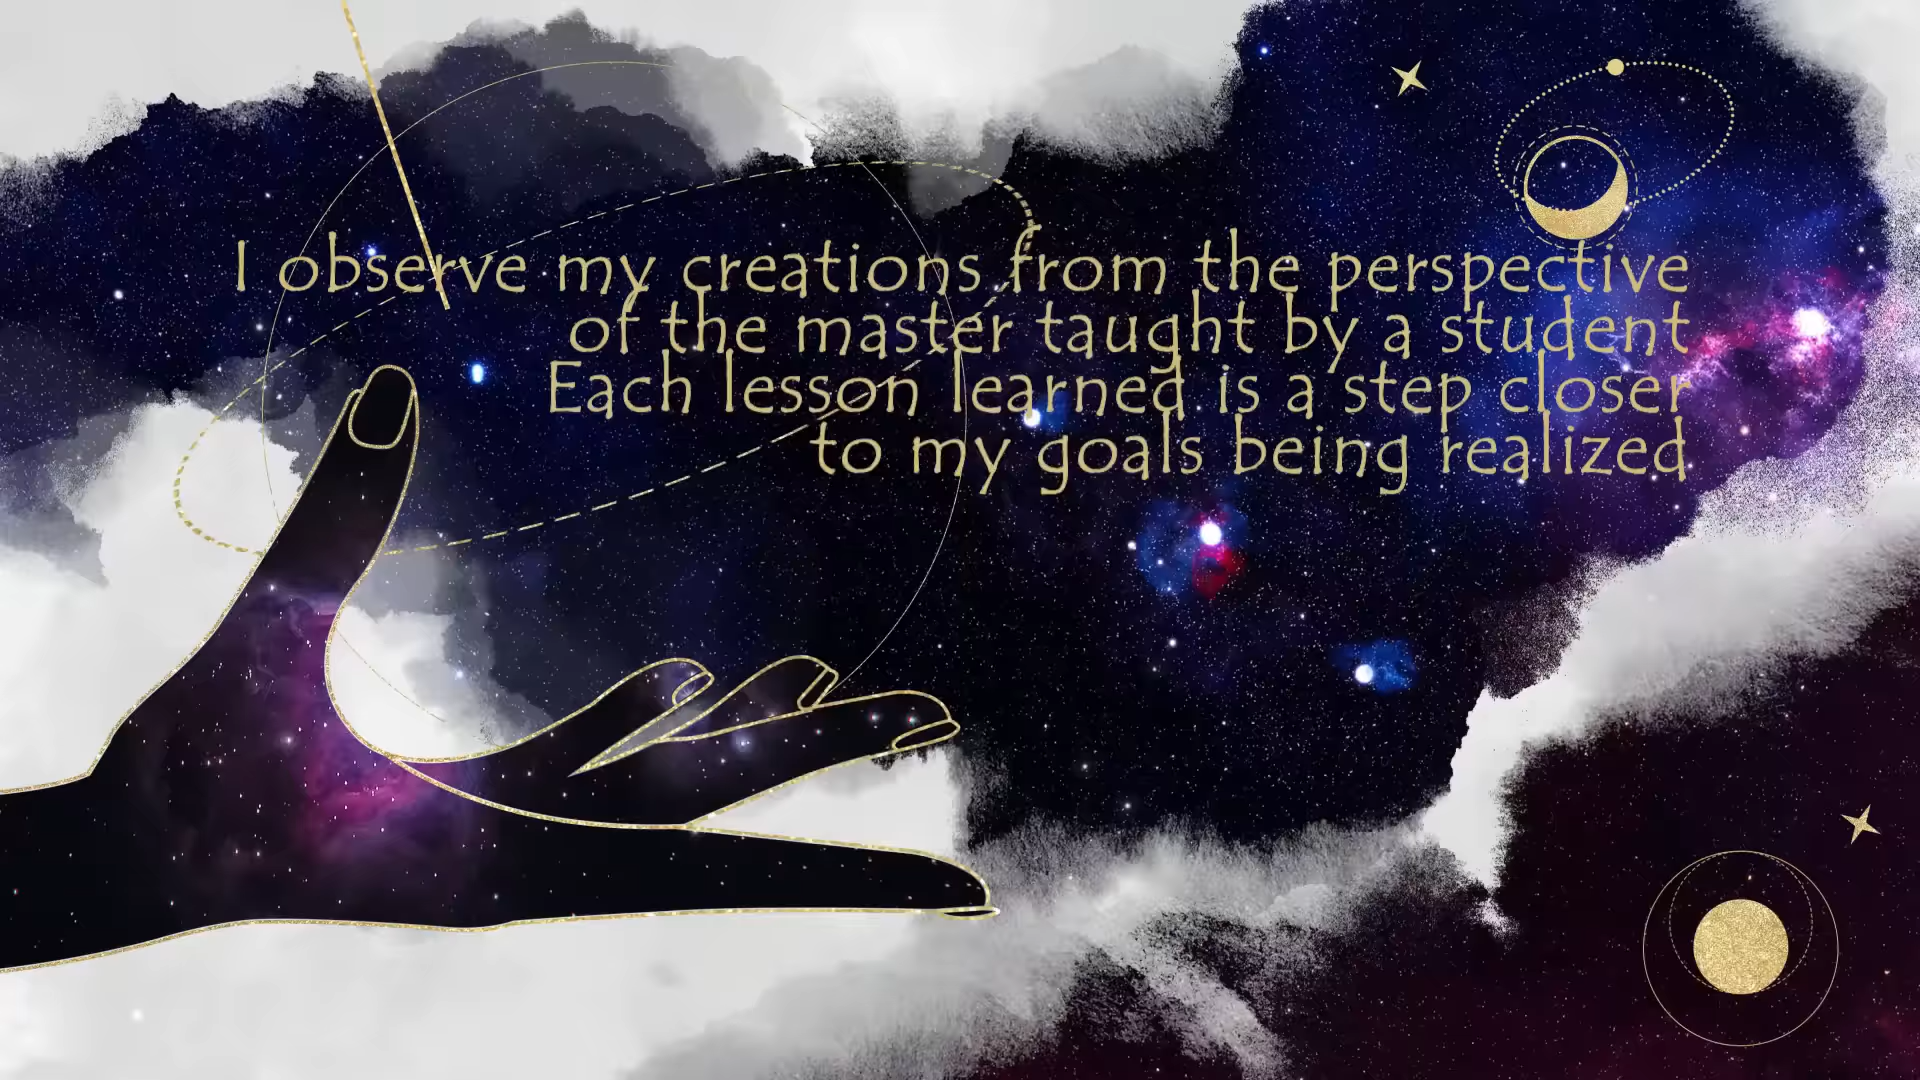 I observe my creations from the perspective
of the master taught by a student
Each lesson learned is a step closer
to my goals being realized